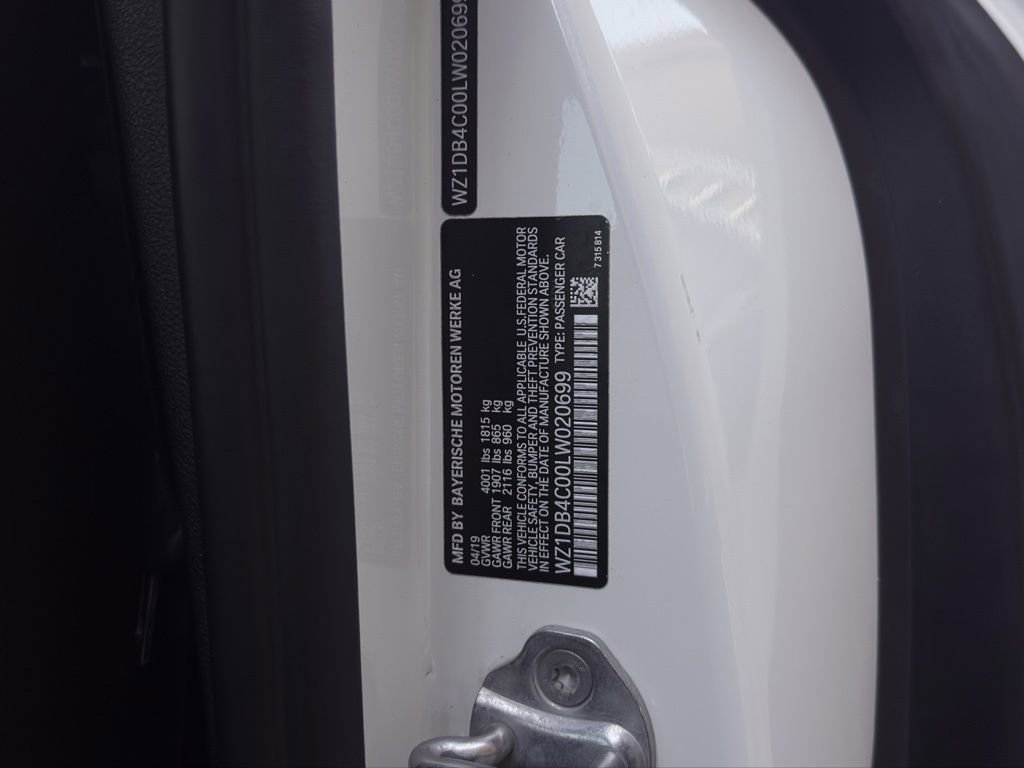 WZ1DB4C00LW020699
MFD BY BAYERISCHE MOTOREN WERKE AG
04/19
GVWR 4001 lbs 1815 kg
GAWR FRONT 1907 lbs 865 kg
GAWR REAR 2116 lbs 960 kg
THIS VEHICLE CONFORMS TO ALL APPLICABLE U.S. FEDERAL MOTOR
VEHICLE SAFETY, BUMPER AND THEFT PREVENTION STANDARDS
IN EFFECT ON THE DATE OF MANUFACTURE SHOWN ABOVE.
WZ1DB4C00LW020699 TYPE: PASSENGER CAR
7315814